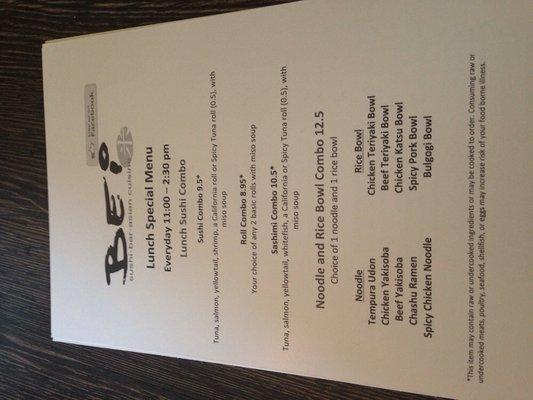 BE'
sushi·bar·asian cuisine
Facebook
Lunch Special Menu
Everyday 11:00 – 2:30 pm
Lunch Sushi Combo
Sushi Combo 9.5*
Tuna, salmon, yellowtail, shrimp, a California roll or Spicy Tuna roll (0.5), with
miso soup
Roll Combo 8.95*
Your choice of any 2 basic rolls with miso soup
Sashimi Combo 10.5*
Tuna, salmon, yellowtail, whitefish, a California or Spicy Tuna roll (0.5), with
miso soup
Noodle and Rice Bowl Combo 12.5
Choice of 1 noodle and 1 rice bowl
Noodle Rice Bowl
Tempura Udon Chicken Teriyaki Bowl
Chicken Yakisoba Beef Teriyaki Bowl
Beef Yakisoba Chicken Katsu Bowl
Chashu Ramen Spicy Pork Bowl
Spicy Chicken Noodle Bulgogi Bowl
*This item may contain raw or undercooked ingredients or may be cooked to order. Consuming raw or
undercooked meats, poultry, seafood, shellfish, or eggs may increase risk of your food borne illness.